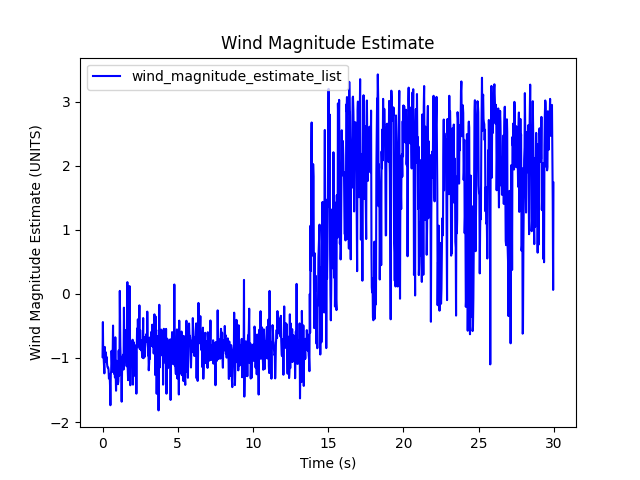 Wind Magnitude Estimate
wind_magnitude_estimate_list
Wind Magnitude Estimate (UNITS)
3
2
1
0
−1
−2
0 5 10 15 20 25 30
Time (s)